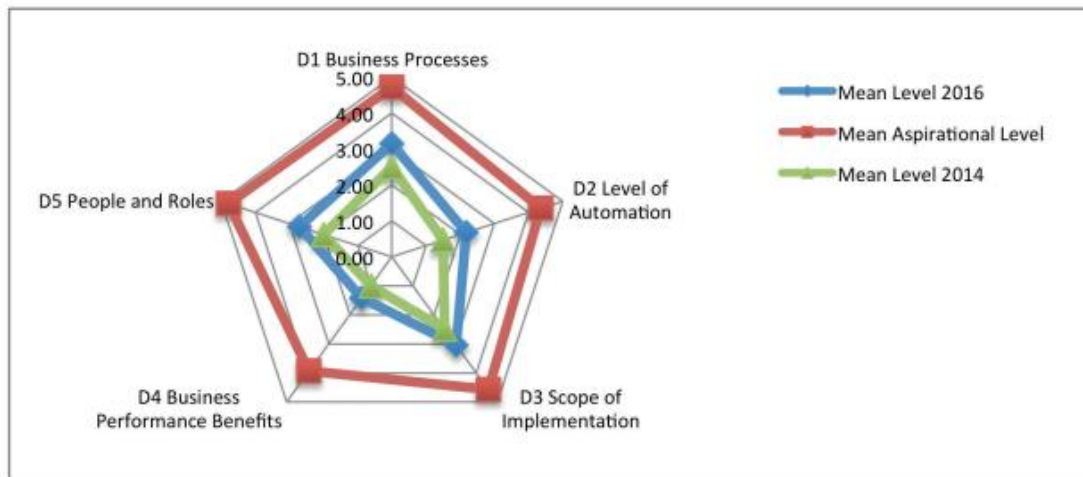 D1 Business Processes
5.00
4.00
3.00
2.00
1.00
0.00
D2 Level of
Automation
D3 Scope of
Implementation
D4 Business
Performance Benefits
D5 People and Roles
Mean Level 2016
Mean Aspirational Level
Mean Level 2014